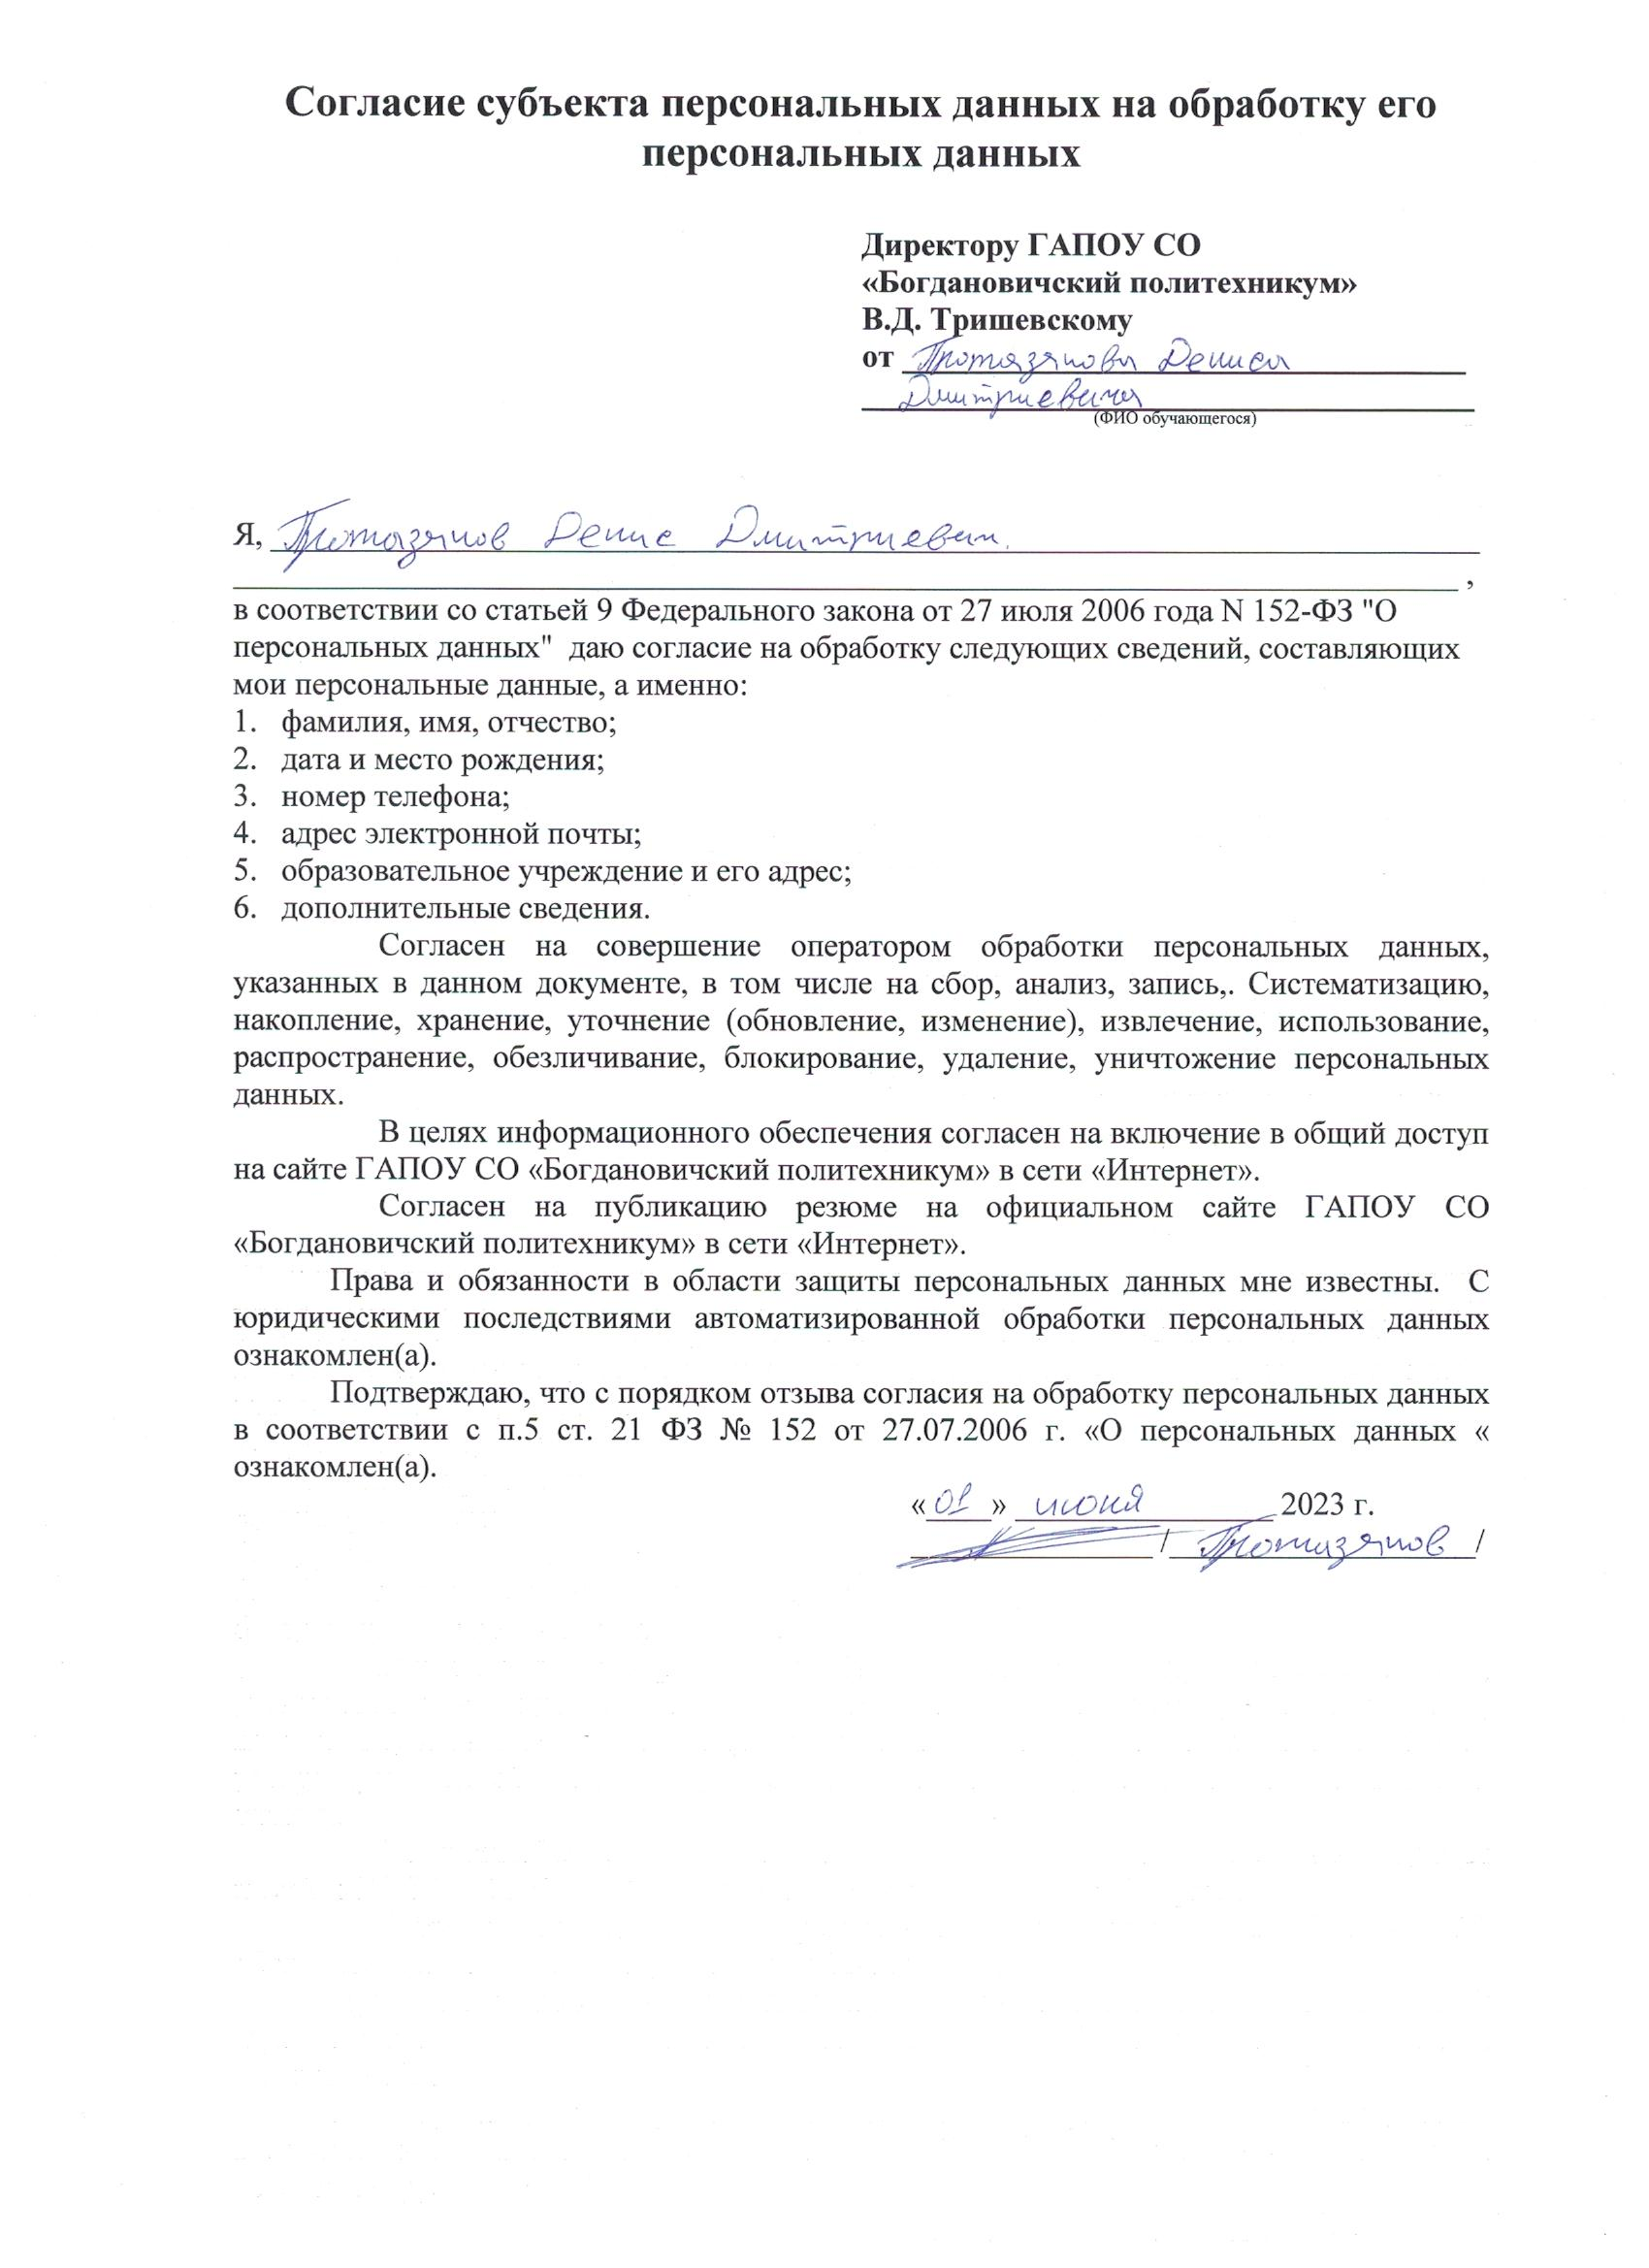 Согласие субъекта персональных данных на обработку его
персональных данных
Директору ГАПОУ СО
«Богдановичский политехникум»
В.Д. Тришевскому
от Протазанова Дениса
Дмитриевича
(ФИО обучающегося)
Я, Протазанов Денис Дмитриевич.
,
в соответствии со статьей 9 Федерального закона от 27 июля 2006 года N 152-ФЗ "О
персональных данных" даю согласие на обработку следующих сведений, составляющих
мои персональные данные, а именно:
1. фамилия, имя, отчество;
2. дата и место рождения;
3. номер телефона;
4. адрес электронной почты;
5. образовательное учреждение и его адрес;
6. дополнительные сведения.
Согласен на совершение оператором обработки персональных данных,
указанных в данном документе, в том числе на сбор, анализ, запись,. Систематизацию,
накопление, хранение, уточнение (обновление, изменение), извлечение, использование,
распространение, обезличивание, блокирование, удаление, уничтожение персональных
данных.
В целях информационного обеспечения согласен на включение в общий доступ
на сайте ГАПОУ СО «Богдановичский политехникум» в сети «Интернет».
Согласен на публикацию резюме на официальном сайте ГАПОУ СО
«Богдановичский политехникум» в сети «Интернет».
Права и обязанности в области защиты персональных данных мне известны. С
юридическими последствиями автоматизированной обработки персональных данных
ознакомлен(а).
Подтверждаю, что с порядком отзыва согласия на обработку персональных данных
в соответствии с п.5 ст. 21 ФЗ № 152 от 27.07.2006 г. «О персональных данных «
ознакомлен(а).
«01» июня 2023 г.
/ Протазанов /